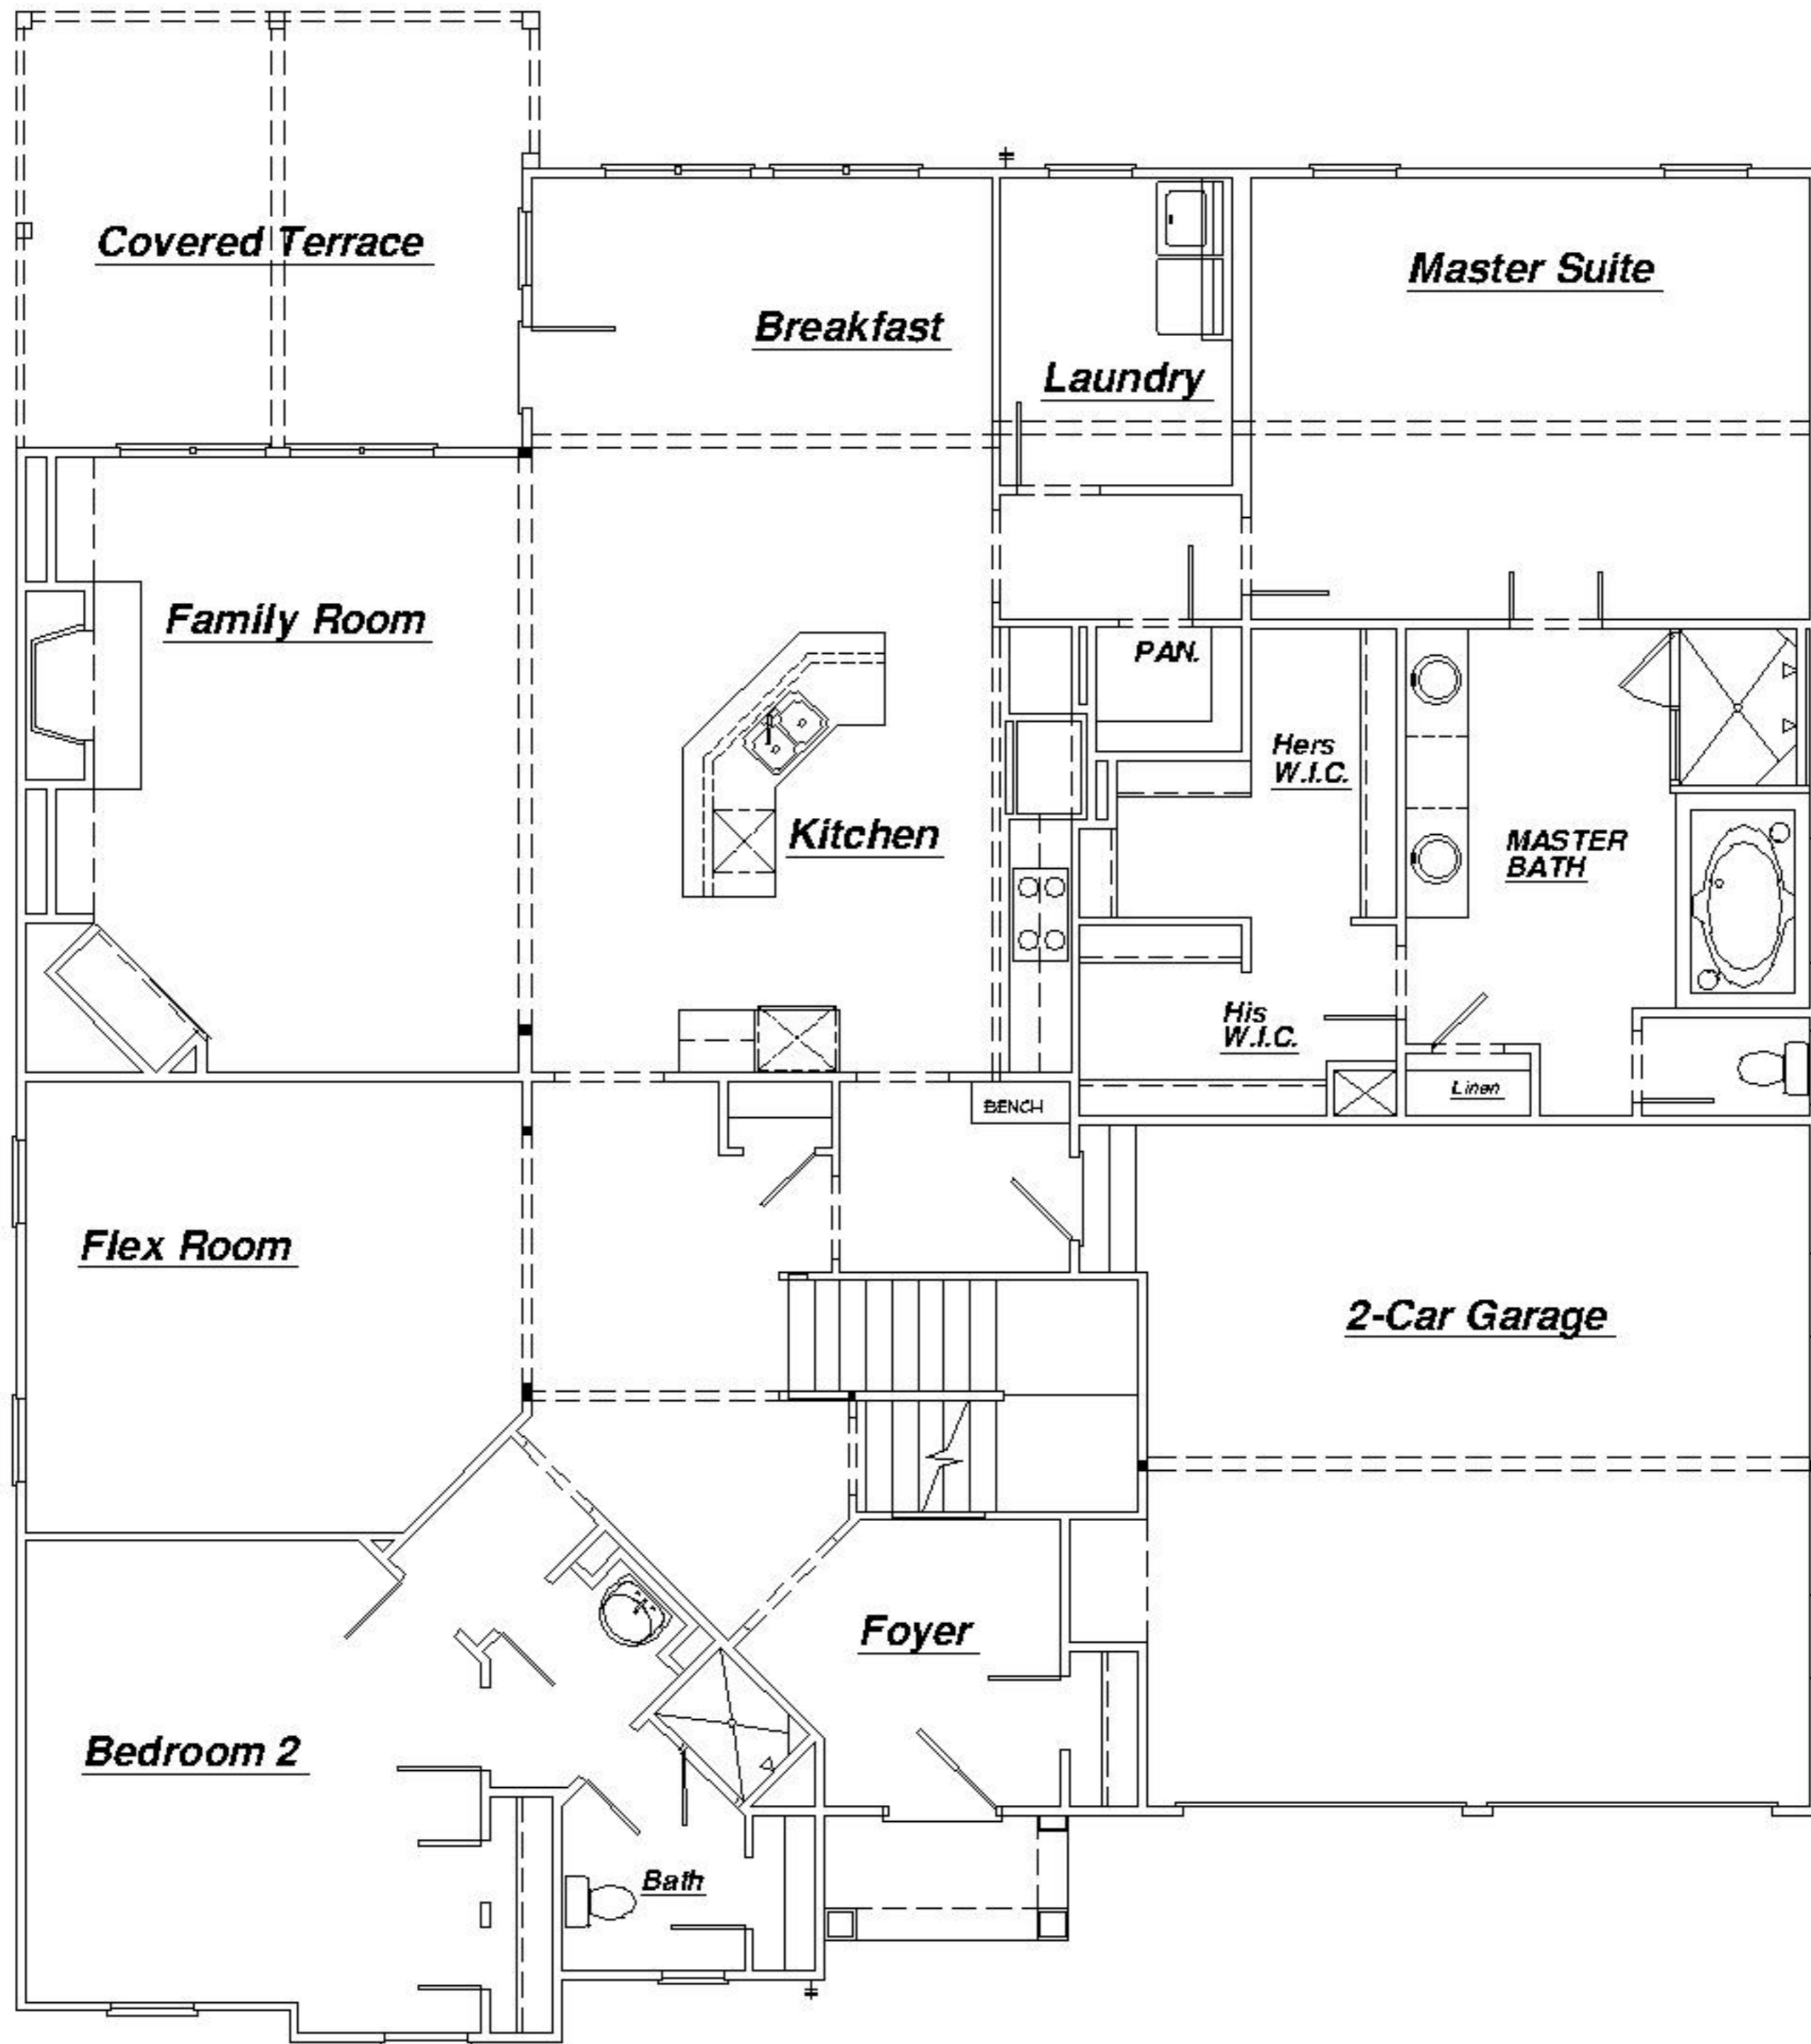 Covered Terrace
Breakfast
Laundry
Master Suite
Family Room
PAN.
Hers
W.I.C.
Kitchen
MASTER
BATH
His
W.I.C.
Linen
BENCH
Flex Room
2-Car Garage
Foyer
Bedroom 2
Bath